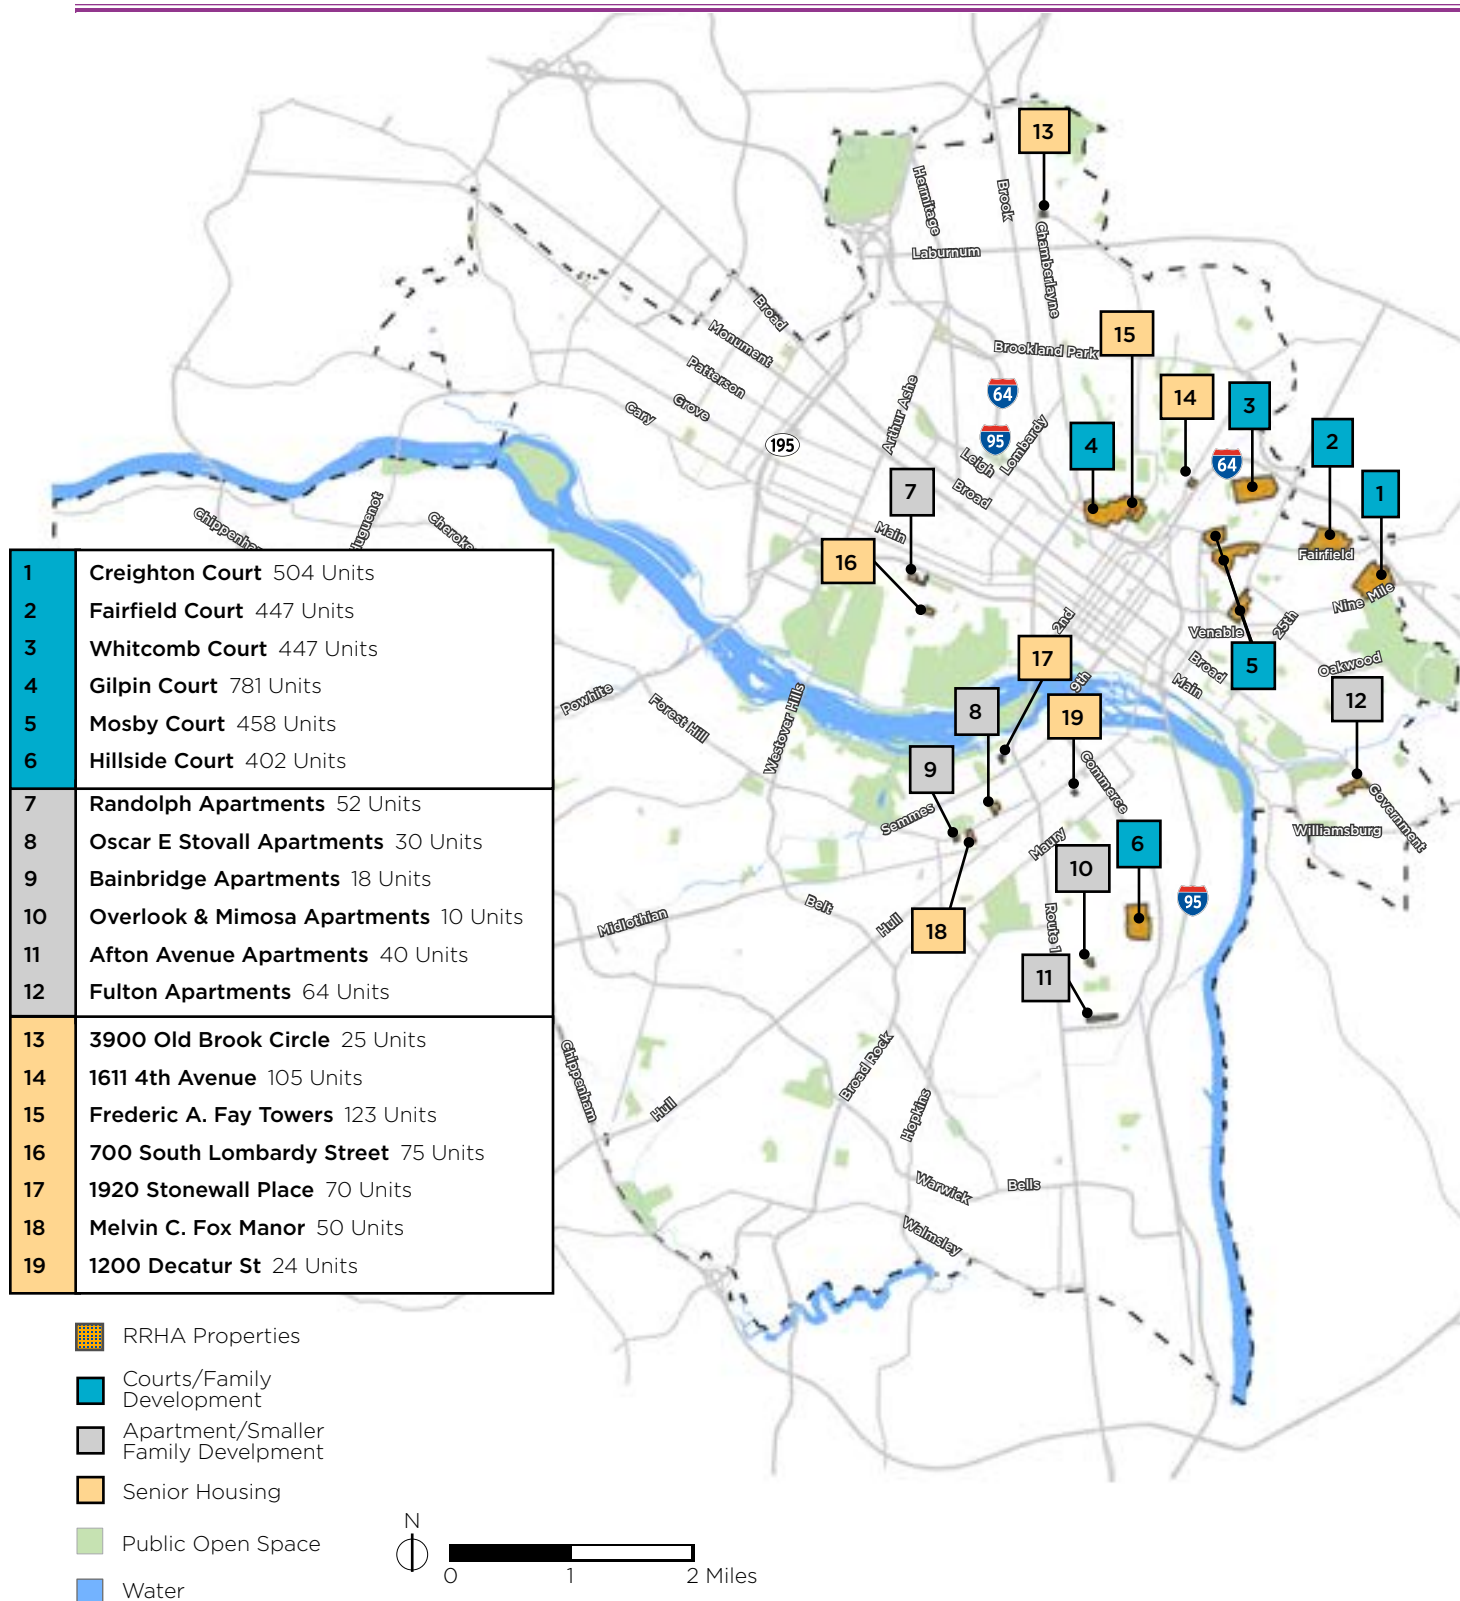 13
Hermitage
Brook
Chamberlayne
Laburnum
Broad
Monument
Patterson
Grove
Cary
Brookland Park
15
Arthur Ashe
64
95
195
Leigh
Lombardy
Broad
14
3
64
2
4
1
7
Main
16
Chippenham
Huguenot
Cheroke
Fairfield
Nine Mile
2nd
Venable
25th
Broad
Main
5
Oakwood
17
9th
12
8
19
9
Powhite
Forest Hill
Westover Hills
Commerce
Semmes
Maury
Government
Williamsburg
6
10
95
Belt
Hull
Midlothian
18
Route 1
11
Chippenham
Hull
Broad Rock
Hopkins
Warwick
Bells
Walmsley
1 Creighton Court 504 Units
2 Fairfield Court 447 Units
3 Whitcomb Court 447 Units
4 Gilpin Court 781 Units
5 Mosby Court 458 Units
6 Hillside Court 402 Units
7 Randolph Apartments 52 Units
8 Oscar E Stovall Apartments 30 Units
9 Bainbridge Apartments 18 Units
10 Overlook & Mimosa Apartments 10 Units
11 Afton Avenue Apartments 40 Units
12 Fulton Apartments 64 Units
13 3900 Old Brook Circle 25 Units
14 1611 4th Avenue 105 Units
15 Frederic A. Fay Towers 123 Units
16 700 South Lombardy Street 75 Units
17 1920 Stonewall Place 70 Units
18 Melvin C. Fox Manor 50 Units
19 1200 Decatur St 24 Units
RRHA Properties
Courts/Family
Development
Apartment/Smaller
Family Develpment
Senior Housing
Public Open Space
Water
N
0 1 2 Miles